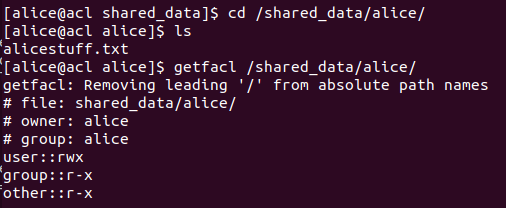 [alice@acl shared_data]$ cd /shared_data/alice/
[alice@acl alice]$ ls
alicestuff.txt
[alice@acl alice]$ getfacl /shared_data/alice/
getfacl: Removing leading '/' from absolute path names
# file: shared_data/alice/
# owner: alice
# group: alice
user::rwx
group::r-x
other::r-x